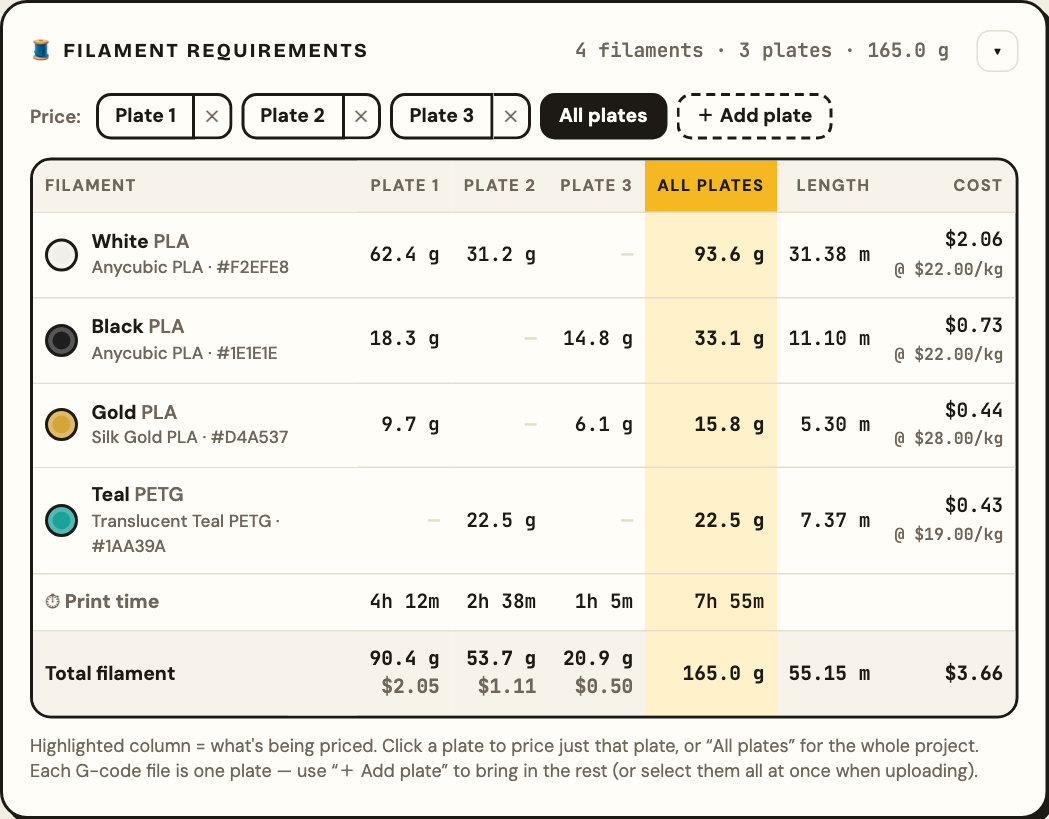 FILAMENT REQUIREMENTS 4 filaments · 3 plates · 165.0 g ▾
Price: Plate 1 × Plate 2 × Plate 3 × All plates + Add plate
FILAMENT PLATE 1 PLATE 2 PLATE 3 ALL PLATES LENGTH COST
White PLA 62.4 g 31.2 g — 93.6 g 31.38 m $2.06
Anycubic PLA · #F2EFE8 @ $22.00/kg
Black PLA 18.3 g — 14.8 g 33.1 g 11.10 m $0.73
Anycubic PLA · #1E1E1E @ $22.00/kg
Gold PLA 9.7 g — 6.1 g 15.8 g 5.30 m $0.44
Silk Gold PLA · #D4A537 @ $28.00/kg
Teal PETG — 22.5 g — 22.5 g 7.37 m $0.43
Translucent Teal PETG · @ $19.00/kg
#1AA39A
⏱ Print time 4h 12m 2h 38m 1h 5m 7h 55m
Total filament 90.4 g 53.7 g 20.9 g 165.0 g 55.15 m $3.66
$2.05 $1.11 $0.50
Highlighted column = what's being priced. Click a plate to price just that plate, or “All plates” for the whole project.
Each G-code file is one plate — use “+ Add plate” to bring in the rest (or select them all at once when uploading).